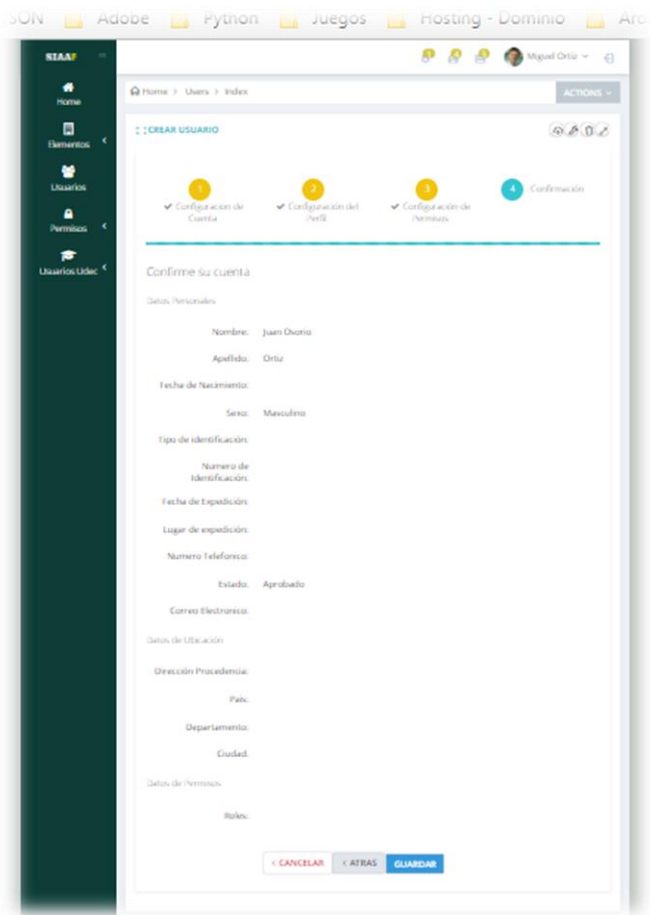 SON Adobe Python Juegos Hosting - Dominio Ard
SIAAF
Miguel Ortiz
Home
Home > Users > Index
ACTIONS
Elementos
CREAR USUARIO
Usuarios
Permisos
Usuarios Udec
1
Configuracion de Cuenta
2
Configuración del Perfil
3
Configuración de Permisos
4 Confirmación
Confirme su cuenta
Datos Personales
Nombre: Juan Osorio
Apellido: Ortiz
Fecha de Nacimiento:
Sexo: Masculino
Tipo de identificación:
Numero de
Identificación:
Fecha de Expedición:
Lugar de expedición:
Numero Telefonico:
Estado: Aprobado
Correo Electronico:
Datos de Ubicación
Dirección Procedencia:
Pais:
Departamento:
Ciudad:
Datos de Permisos
Roles:
< CANCELAR < ATRAS GUARDAR